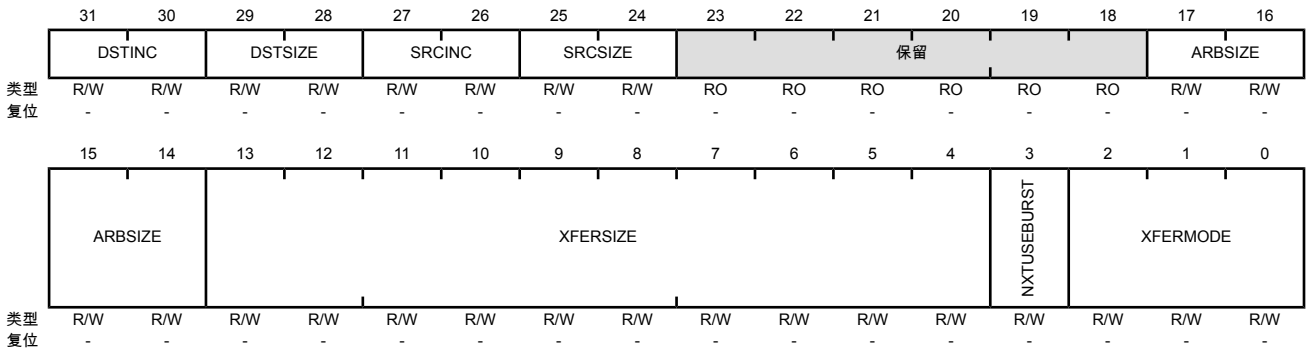 31 30 29 28 27 26 25 24 23 22 21 20 19 18 17 16
DSTINC DSTSIZE SRCINC SRCSIZE 保留 ARBSIZE
类型 R/W R/W R/W R/W R/W R/W R/W R/W RO RO RO RO RO RO R/W R/W
复位 - - - - - - - - - - - - - - - -
15 14 13 12 11 10 9 8 7 6 5 4 3 2 1 0
ARBSIZE XFERSIZE NXTUSEBURST XFERMODE
类型 R/W R/W R/W R/W R/W R/W R/W R/W R/W R/W R/W R/W R/W R/W R/W R/W
复位 - - - - - - - - - - - - - - - -